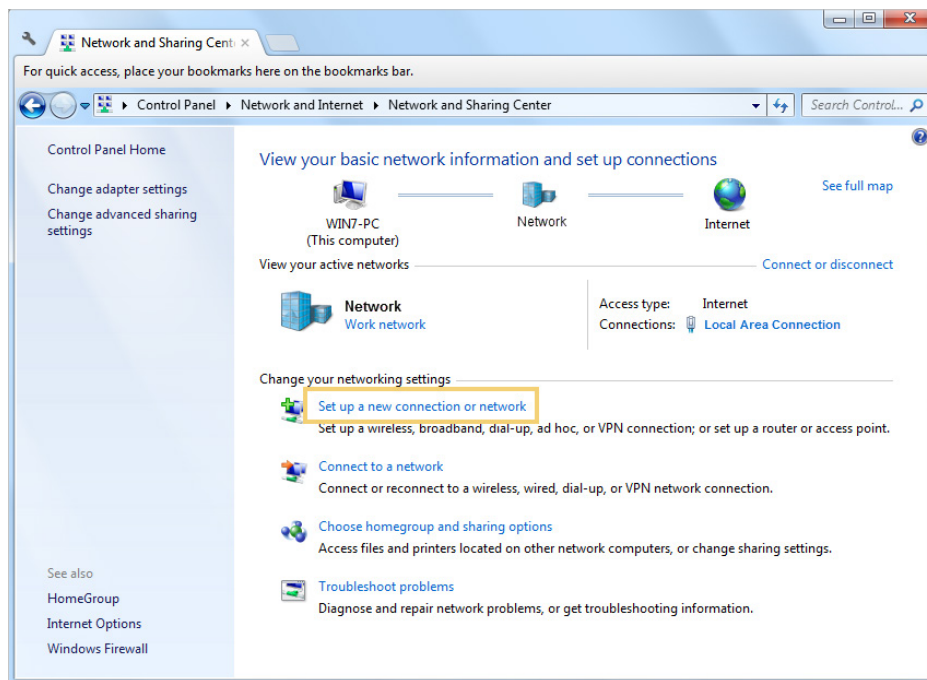 Network and Sharing Cent
For quick access, place your bookmarks here on the bookmarks bar.
Control Panel Network and Internet Network and Sharing Center
Search Control...
Control Panel Home
Change adapter settings
Change advanced sharing
settings
View your basic network information and set up connections
See full map
WIN7-PC
(This computer)
Network
Internet
View your active networks
Connect or disconnect
Network
Work network
Access type: Internet
Connections: Local Area Connection
Change your networking settings
Set up a new connection or network
Set up a wireless, broadband, dial-up, ad hoc, or VPN connection; or set up a router or access point.
Connect to a network
Connect or reconnect to a wireless, wired, dial-up, or VPN network connection.
Choose homegroup and sharing options
Access files and printers located on other network computers, or change sharing settings.
Troubleshoot problems
Diagnose and repair network problems, or get troubleshooting information.
See also
HomeGroup
Internet Options
Windows Firewall